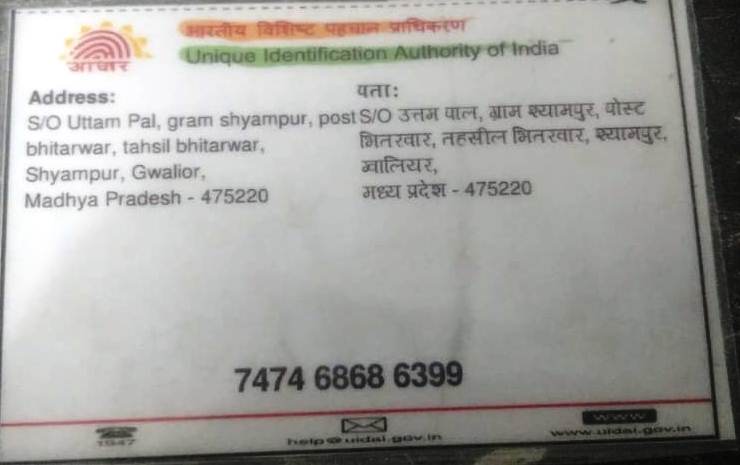 भारतीय विशिष्ट पहचान प्राधिकरण
Unique Identification Authority of India
आधार
Address:
S/O Uttam Pal, gram shyampur, post
bhitarwar, tahsil bhitarwar,
Shyampur, Gwalior,
Madhya Pradesh - 475220
पता:
S/O उत्तम पाल, ग्राम श्यामपुर, पोस्ट
भितरवार, तहसील भितरवार, श्यामपुर,
ग्वालियर,
मध्य प्रदेश - 475220
7474 6868 6399
1947
help@uidai.gov.in
www
www.uidai.gov.in